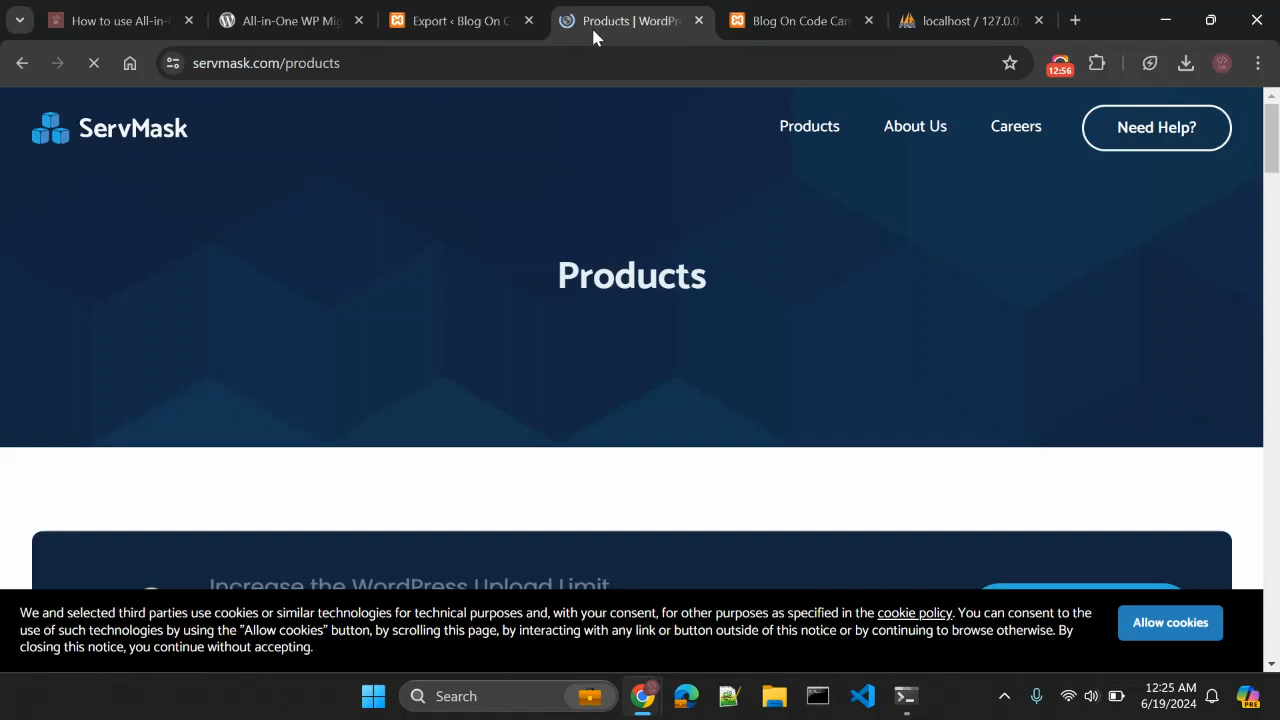 How to use All-in-
All-in-One WP Mig
Export ‹ Blog On C
Products | WordPr
Blog On Code Can
localhost / 127.0.0
servmask.com/products
12:56
ServMask
Products
About Us
Careers
Need Help?
Products
Increase the WordPress Upload Limit
We and selected third parties use cookies or similar technologies for technical purposes and, with your consent, for other purposes as specified in the cookie policy. You can consent to the
use of such technologies by using the "Allow cookies" button, by scrolling this page, by interacting with any link or button outside of this notice or by continuing to browse otherwise. By
closing this notice, you continue without accepting.
Allow cookies
Search
12:25 AM
6/19/2024
PRE